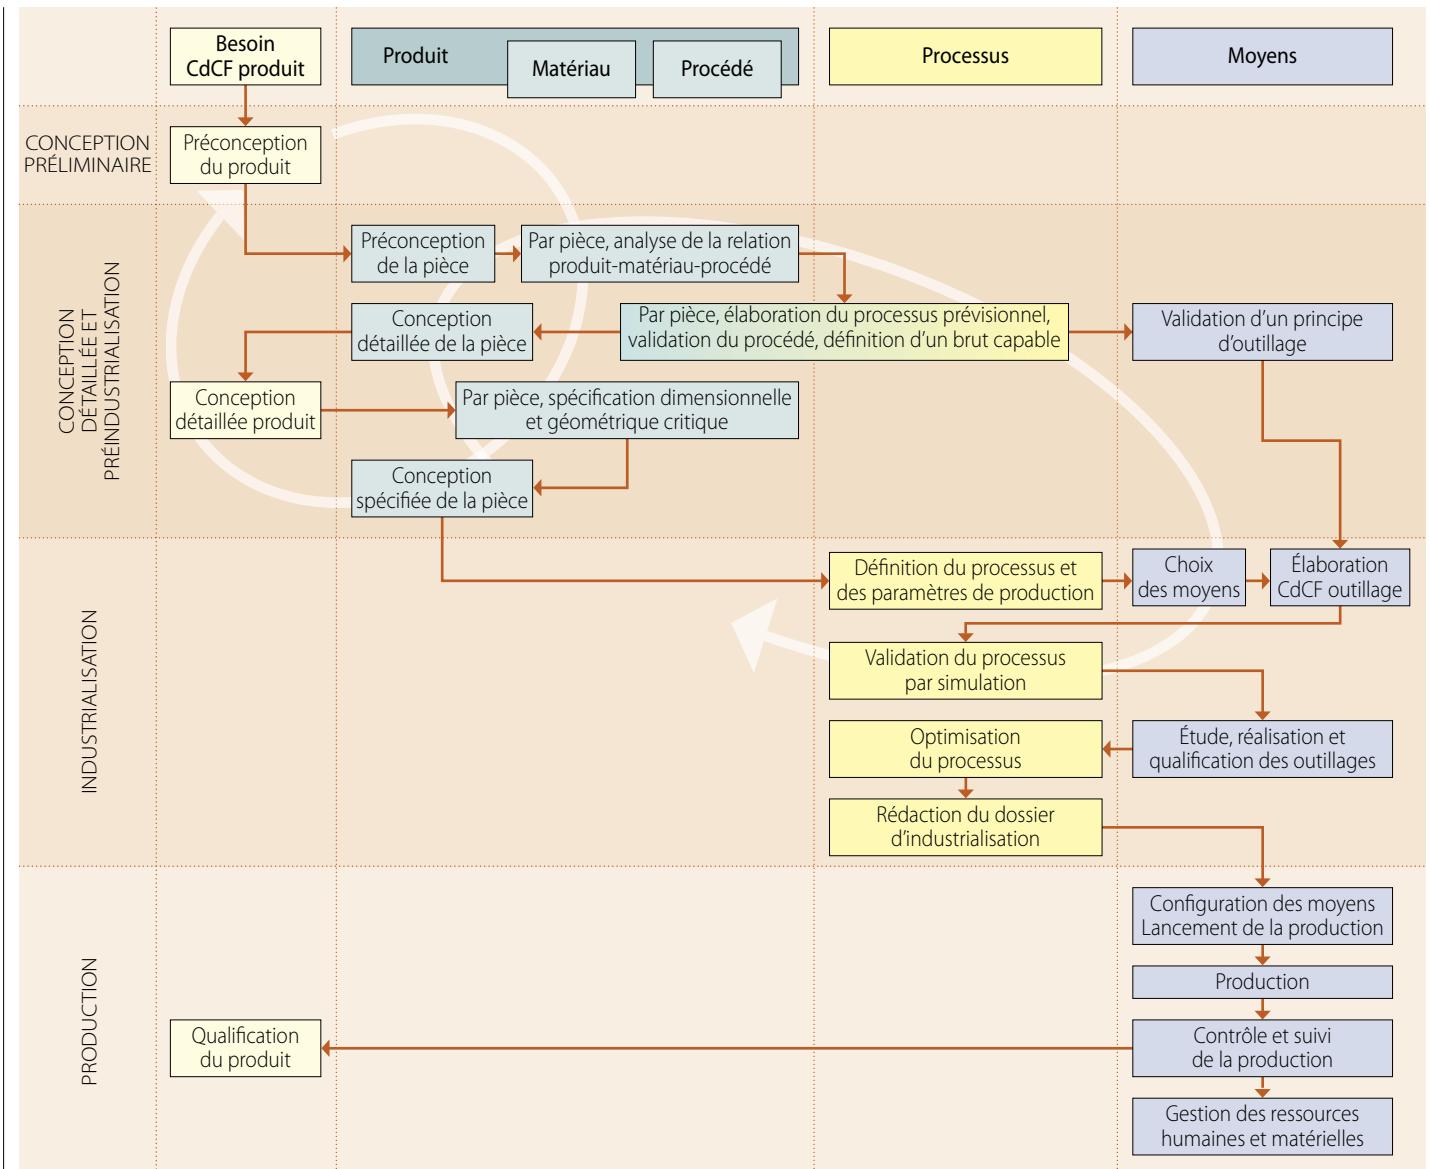 Besoin
CdCF produit
Produit
Matériau
Procédé
Processus
Moyens
CONCEPTION
PRÉLIMINAIRE
Préconception
du produit
CONCEPTION
DÉTAILLÉE ET
PRÉINDUSTRIALISATION
Préconception
de la pièce
Par pièce, analyse de la relation
produit-matériau-procédé
Conception
détaillée de la pièce
Par pièce, élaboration du processus prévisionnel,
validation du procédé, définition d’un brut capable
Validation d’un principe
d’outillage
Conception
détaillée produit
Par pièce, spécification dimensionnelle
et géométrique critique
Conception
spécifiée de la pièce
INDUSTRIALISATION
Définition du processus et
des paramètres de production
Choix
des moyens
Élaboration
CdCF outillage
Validation du processus
par simulation
Optimisation
du processus
Étude, réalisation et
qualification des outillages
Rédaction du dossier
d’industrialisation
PRODUCTION
Configuration des moyens
Lancement de la production
Production
Qualification
du produit
Contrôle et suivi
de la production
Gestion des ressources
humaines et matérielles